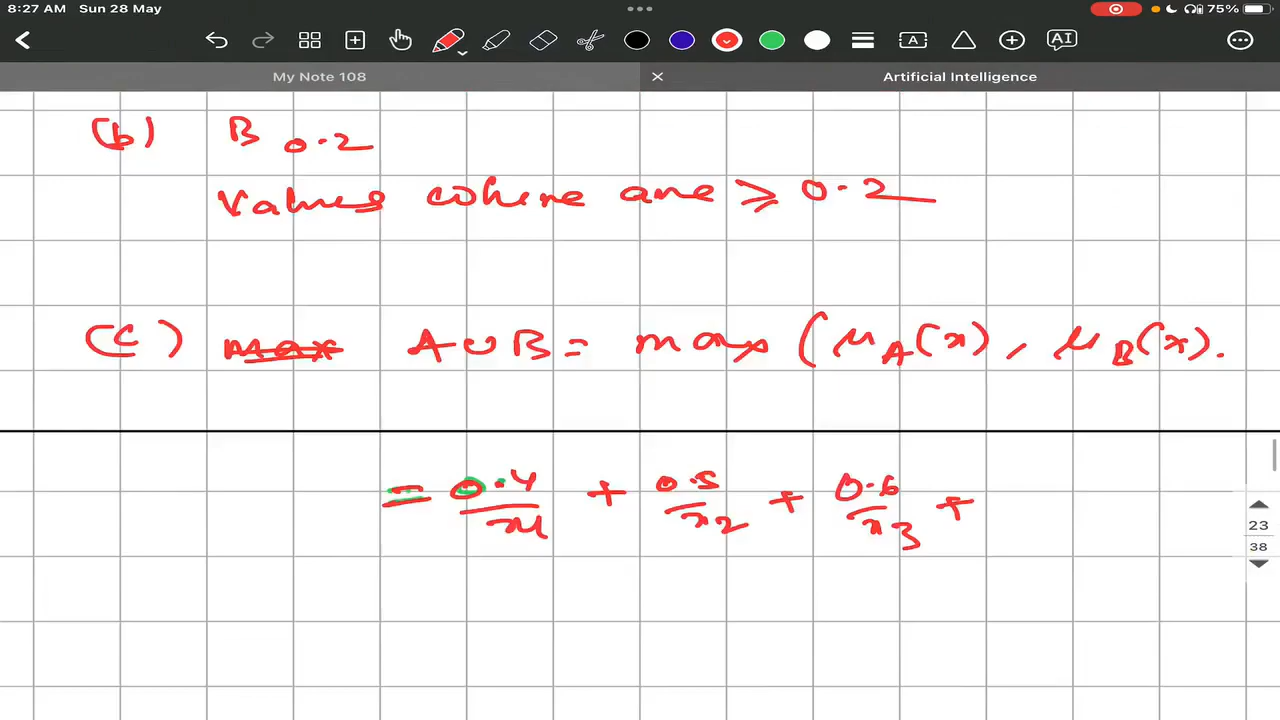 8:27 AM Sun 28 May
75%
A
AI
My Note 108
Artificial Intelligence
(b) B 0.2
Values where are ≥ 0.2
(c) Max A ∪ B = max (μA(x), μB(x).
= 0.4/x1 + 0.5/x2 + 0.6/x3 +
23
38